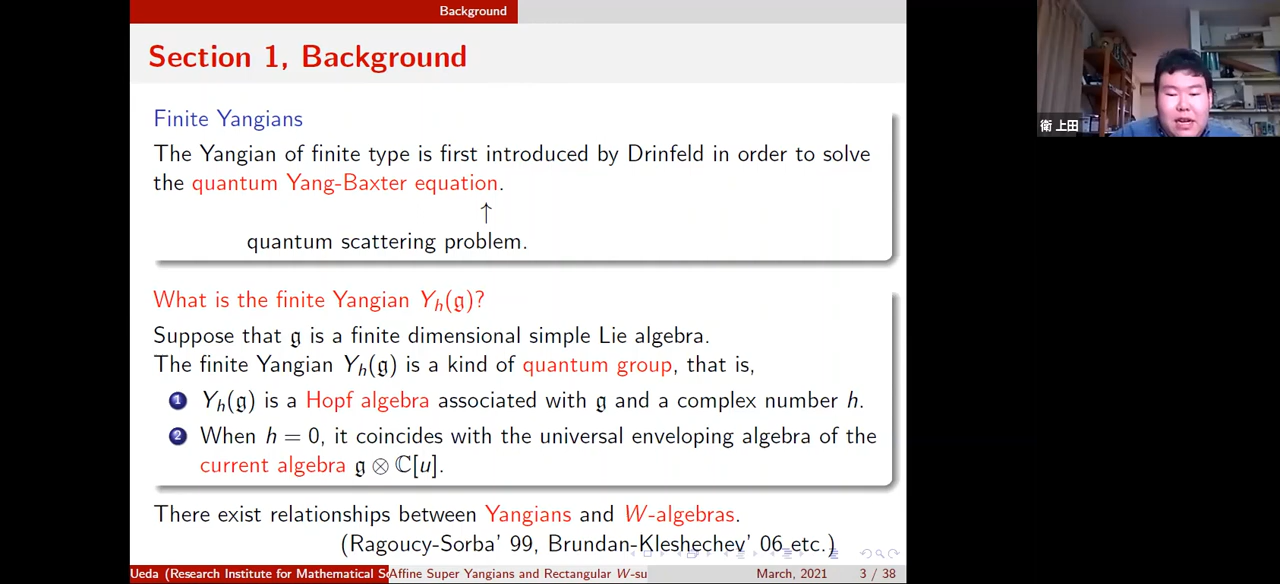 Background
Section 1, Background
Finite Yangians
The Yangian of finite type is first introduced by Drinfeld in order to solve
the quantum Yang-Baxter equation.
↑
quantum scattering problem.
What is the finite Yangian Yₕ(𝔤)?
Suppose that 𝔤 is a finite dimensional simple Lie algebra.
The finite Yangian Yₕ(𝔤) is a kind of quantum group, that is,
1 Yₕ(𝔤) is a Hopf algebra associated with 𝔤 and a complex number h.
2 When h = 0, it coincides with the universal enveloping algebra of the
current algebra 𝔤 ⊗ ℂ[u].
There exist relationships between Yangians and W-algebras.
(Ragoucy-Sorba' 99, Brundan-Kleshechev' 06 etc.)
Ueda (Research Institute for Mathematical S
Affine Super Yangians and Rectangular W-su
March, 2021
3 / 38
衛 上田